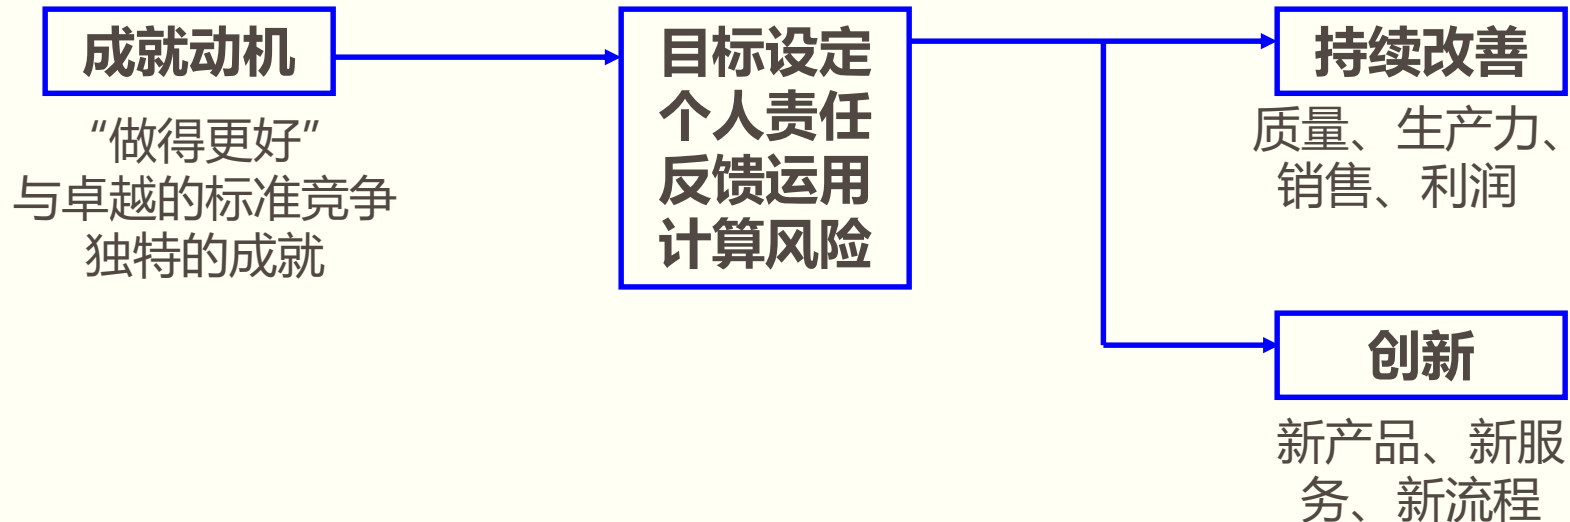 成就动机
“做得更好”
与卓越的标准竞争
独特的成就
目标设定
个人责任
反馈运用
计算风险
持续改善
质量、生产力、
销售、利润
创新
新产品、新服
务、新流程